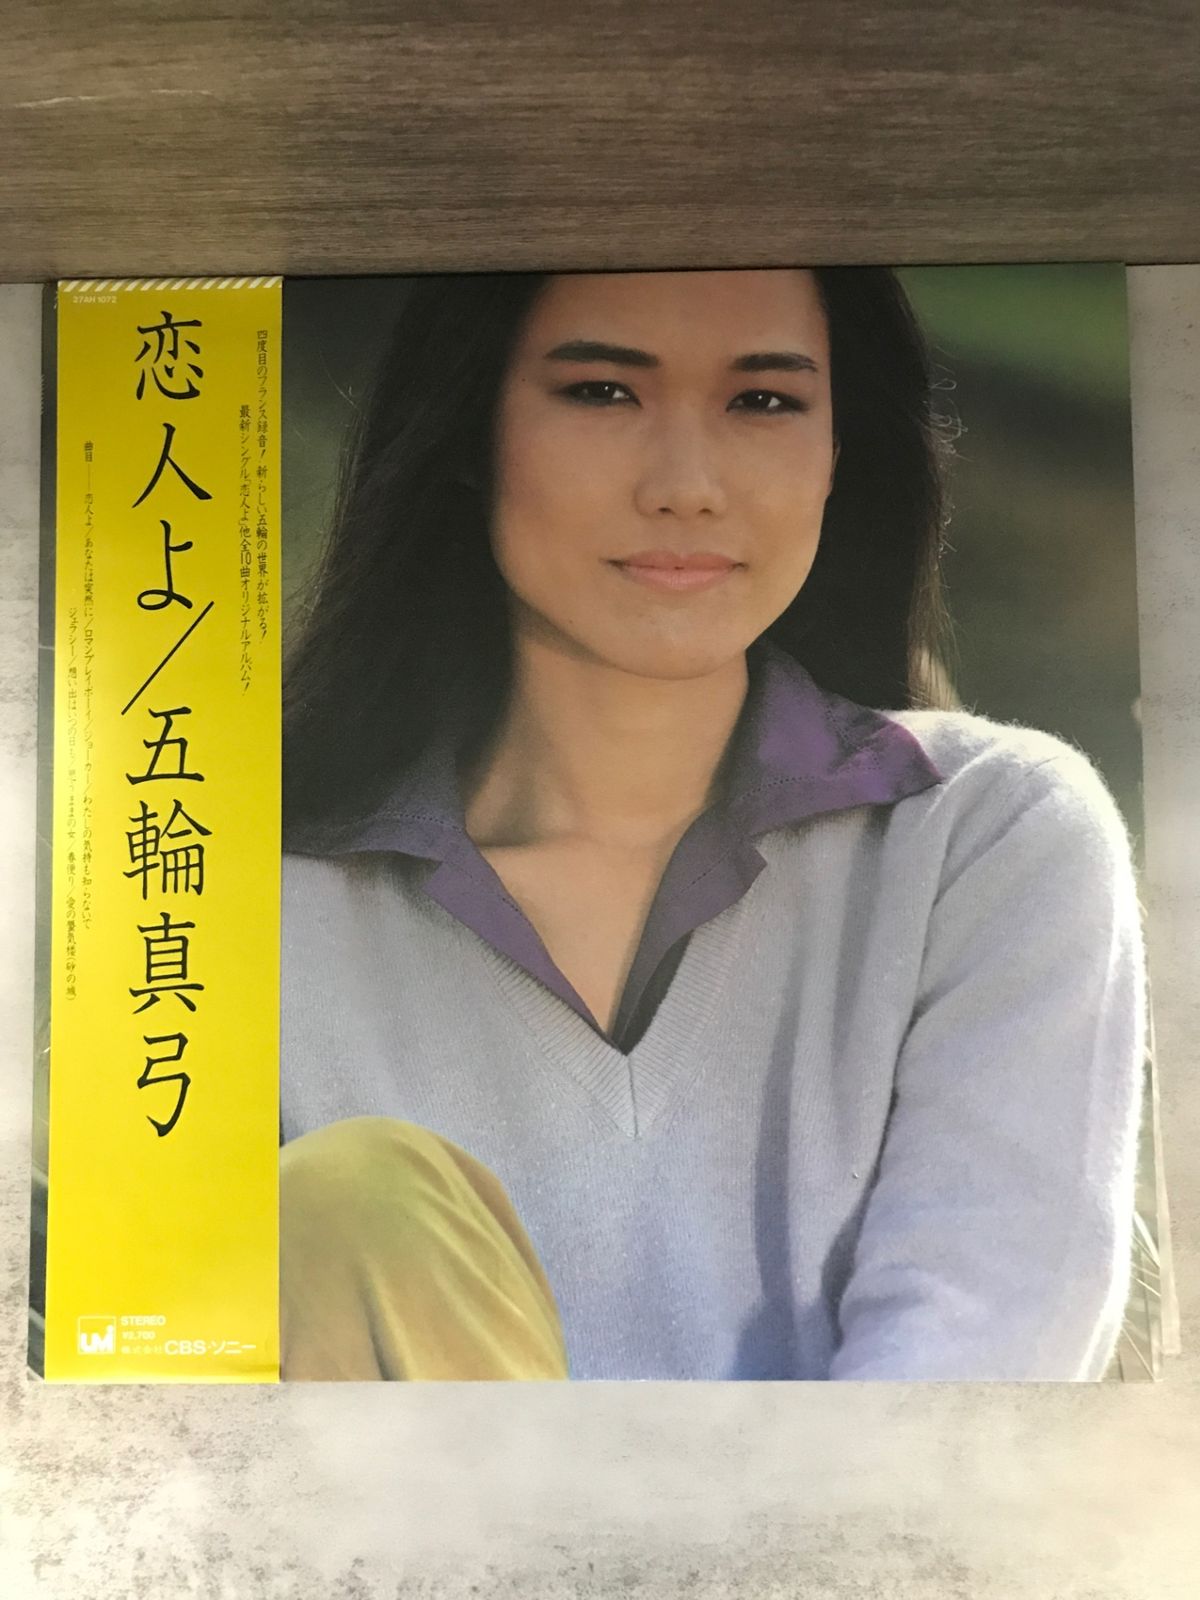 27AH 1072
四度目のフランス録音!新らしい五輪の世界が拡がる!
最新シングル「恋人よ」他全10曲オリジナルアルバム!
恋人よ/五輪真弓
曲目——恋人よ/あなたは突然に/ロマンプレイボーイ/ジョーカー/わたしの気持も知らないで
ジェラシー/想い出はいつの日も/思うままの女/春便り/愛の蜃気楼(砂の城)
UM
STEREO
¥2,700
株式会社CBS・ソニー